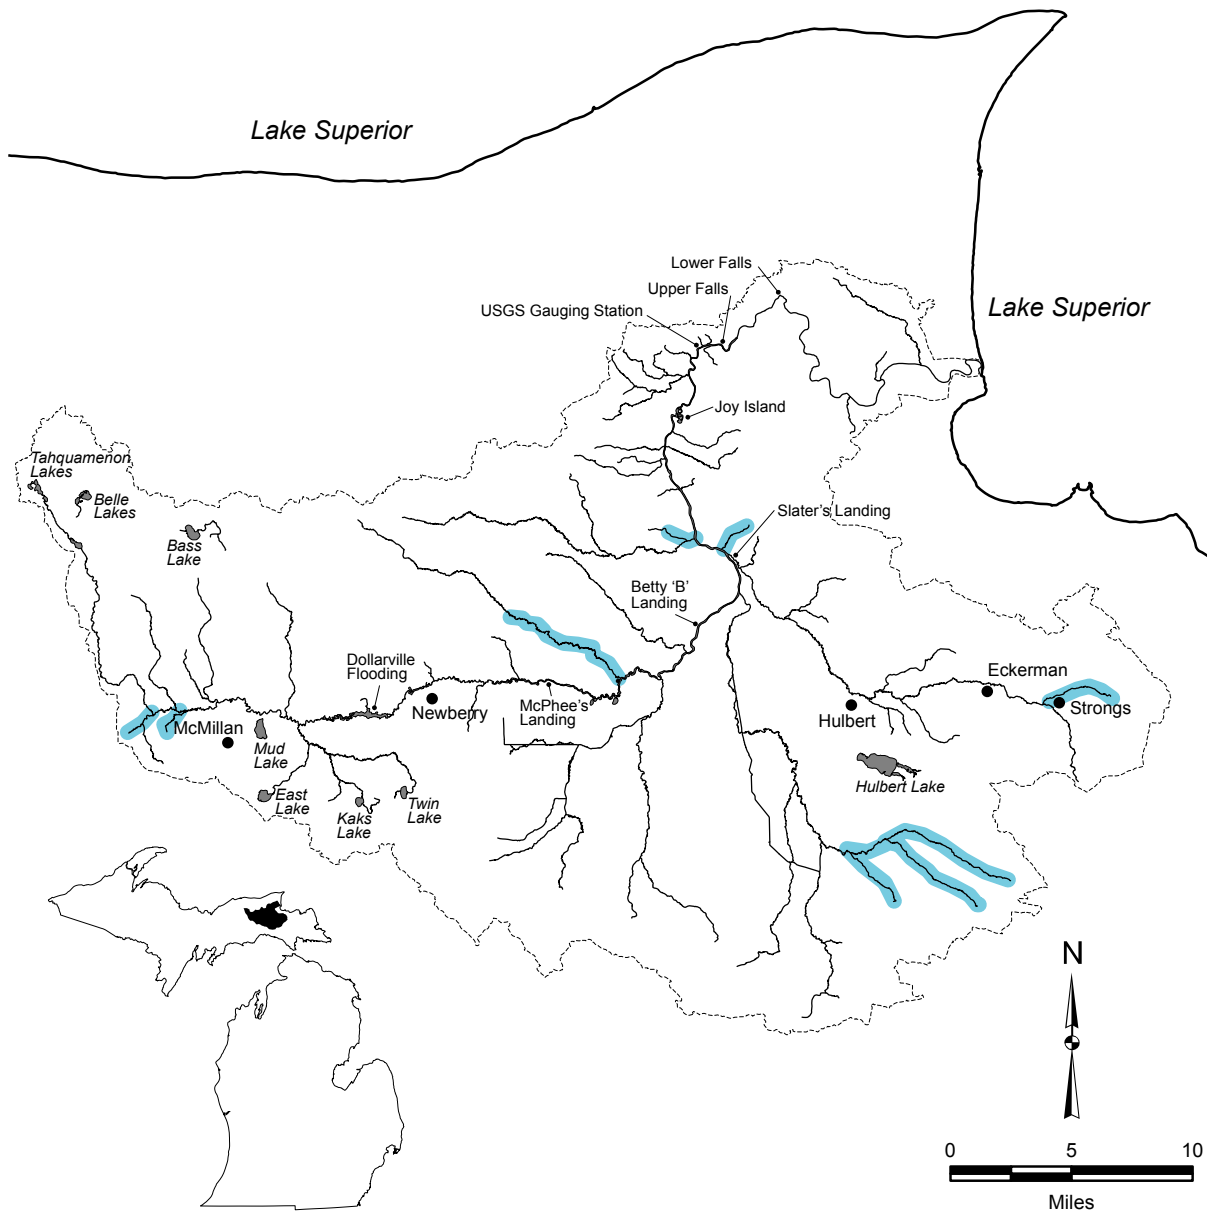 Lake Superior
Lower Falls
Upper Falls
USGS Gauging Station
Lake Superior
Joy Island
Tahquamenon
Lakes
Belle
Lakes
Bass
Lake
Slater's Landing
Betty 'B'
Landing
Dollarville
Flooding
Eckerman
McPhee's
Landing
Newberry
Hulbert
Strongs
McMillan
Mud
Lake
Hulbert Lake
East
Lake
Kaks
Lake
Twin
Lake
N
0 5 10
Miles